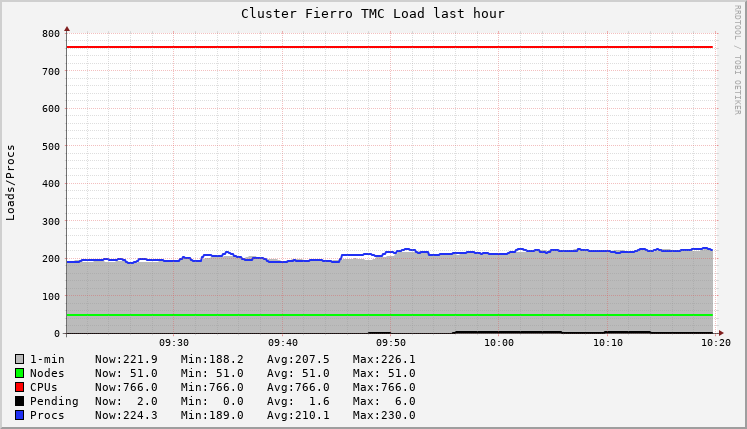 Cluster Fierro TMC Load last hour
RRDTOOL / TOBI OETIKER
Loads/Procs
800
700
600
500
400
300
200
100
0
09:30 09:40 09:50 10:00 10:10 10:20
1-min Now:221.9 Min:188.2 Avg:207.5 Max:226.1
Nodes Now: 51.0 Min: 51.0 Avg: 51.0 Max: 51.0
CPUs Now:766.0 Min:766.0 Avg:766.0 Max:766.0
Pending Now: 2.0 Min: 0.0 Avg: 1.6 Max: 6.0
Procs Now:224.3 Min:189.0 Avg:210.1 Max:230.0